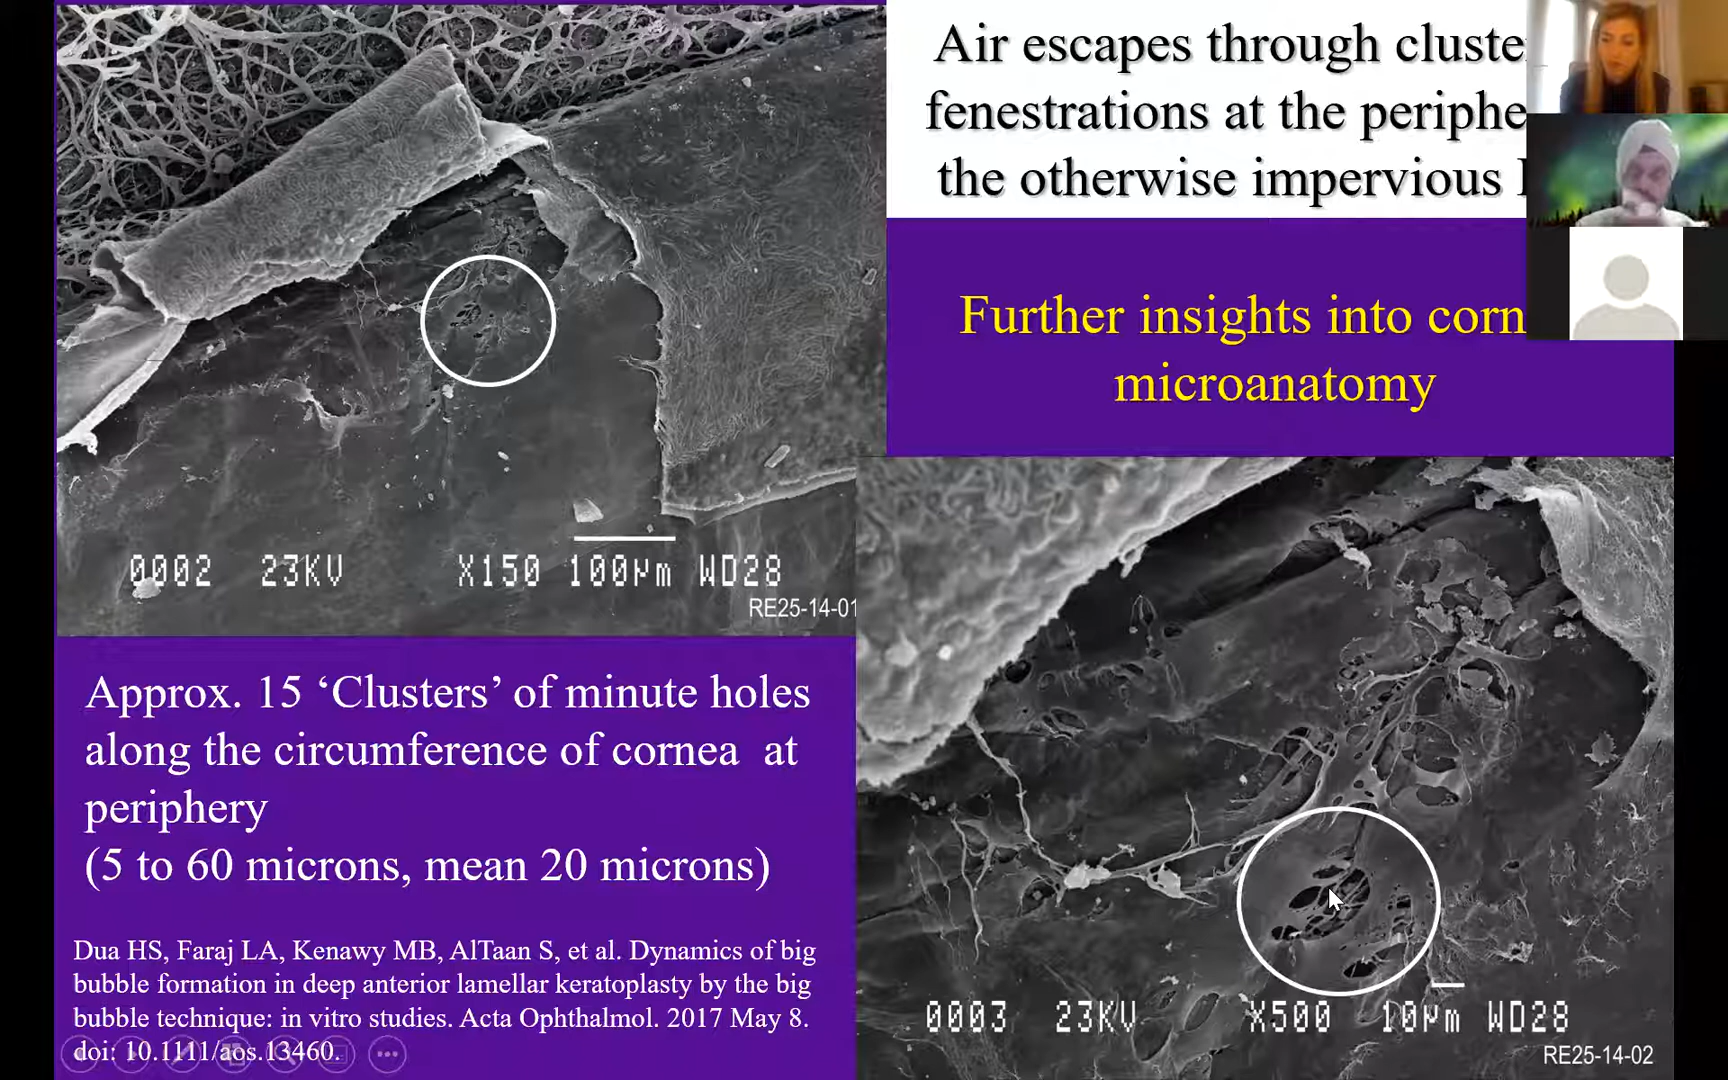 Air escapes through cluste
fenestrations at the periphe
the otherwise impervious
Further insights into corn
microanatomy
0002 23KV X150 100µm WD28
RE25-14-01
Approx. 15 ‘Clusters’ of minute holes
along the circumference of cornea at
periphery
(5 to 60 microns, mean 20 microns)
Dua HS, Faraj LA, Kenawy MB, AlTaan S, et al. Dynamics of big
bubble formation in deep anterior lamellar keratoplasty by the big
bubble technique: in vitro studies. Acta Ophthalmol. 2017 May 8.
doi: 10.1111/aos.13460.
0003 23KV X500 10µm WD28
RE25-14-02